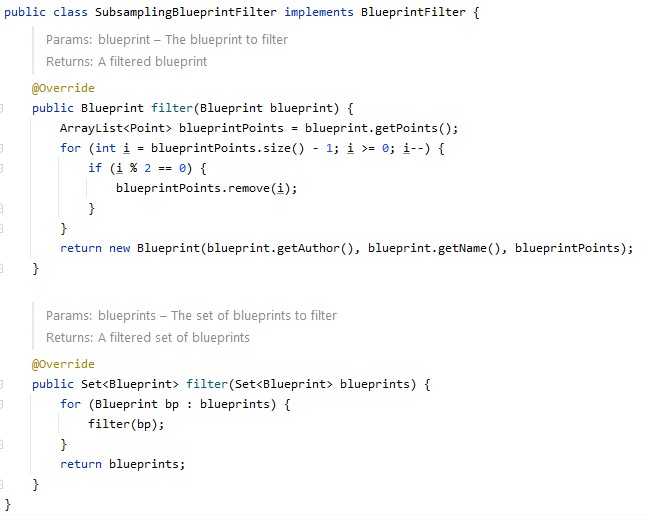 public class SubsamplingBlueprintFilter implements BlueprintFilter {
Params: blueprint – The blueprint to filter
Returns: A filtered blueprint
@Override
public Blueprint filter(Blueprint blueprint) {
ArrayList<Point> blueprintPoints = blueprint.getPoints();
for (int i = blueprintPoints.size() - 1; i >= 0; i--) {
if (i % 2 == 0) {
blueprintPoints.remove(i);
}
}
return new Blueprint(blueprint.getAuthor(), blueprint.getName(), blueprintPoints);
}
Params: blueprints – The set of blueprints to filter
Returns: A filtered set of blueprints
@Override
public Set<Blueprint> filter(Set<Blueprint> blueprints) {
for (Blueprint bp : blueprints) {
filter(bp);
}
return blueprints;
}
}